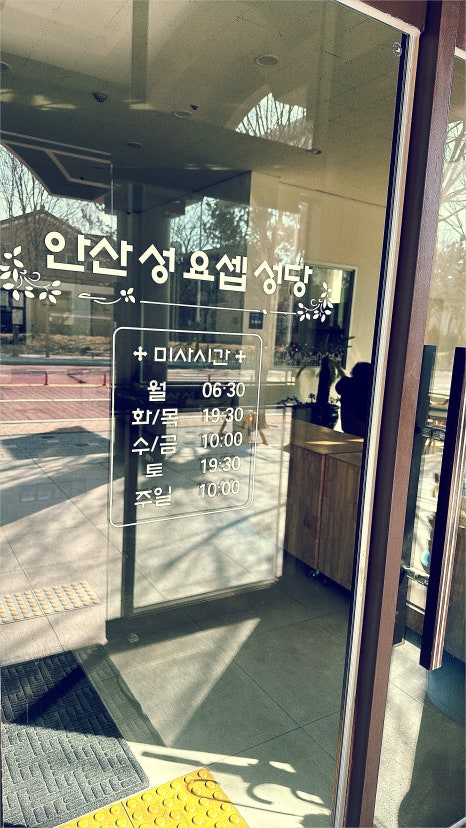 안산 성 요셉 성당
+ 미사시간 +
월 06:30
화/목 19:30
수/금 10:00
토 19:30
주일 10:00